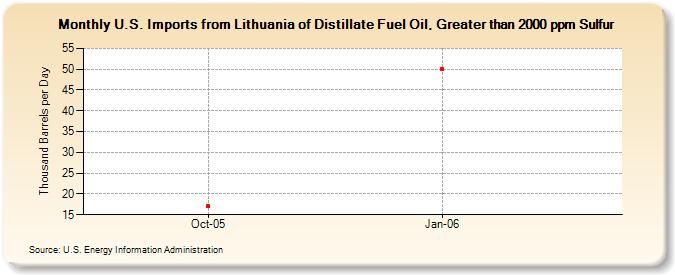 Monthly U.S. Imports from Lithuania of Distillate Fuel Oil, Greater than 2000 ppm Sulfur
Thousand Barrels per Day
55
50
45
40
35
30
25
20
15
Oct-05
Jan-06
Source: U.S. Energy Information Administration